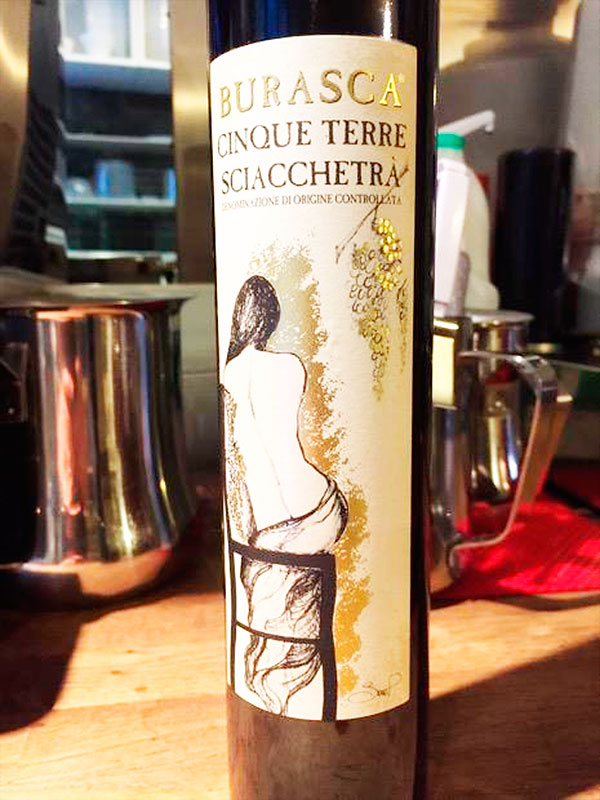 BURASCA®
CINQUE TERRE
SCIACCHETRÀ
DENOMINAZIONE DI ORIGINE CONTROLLATA